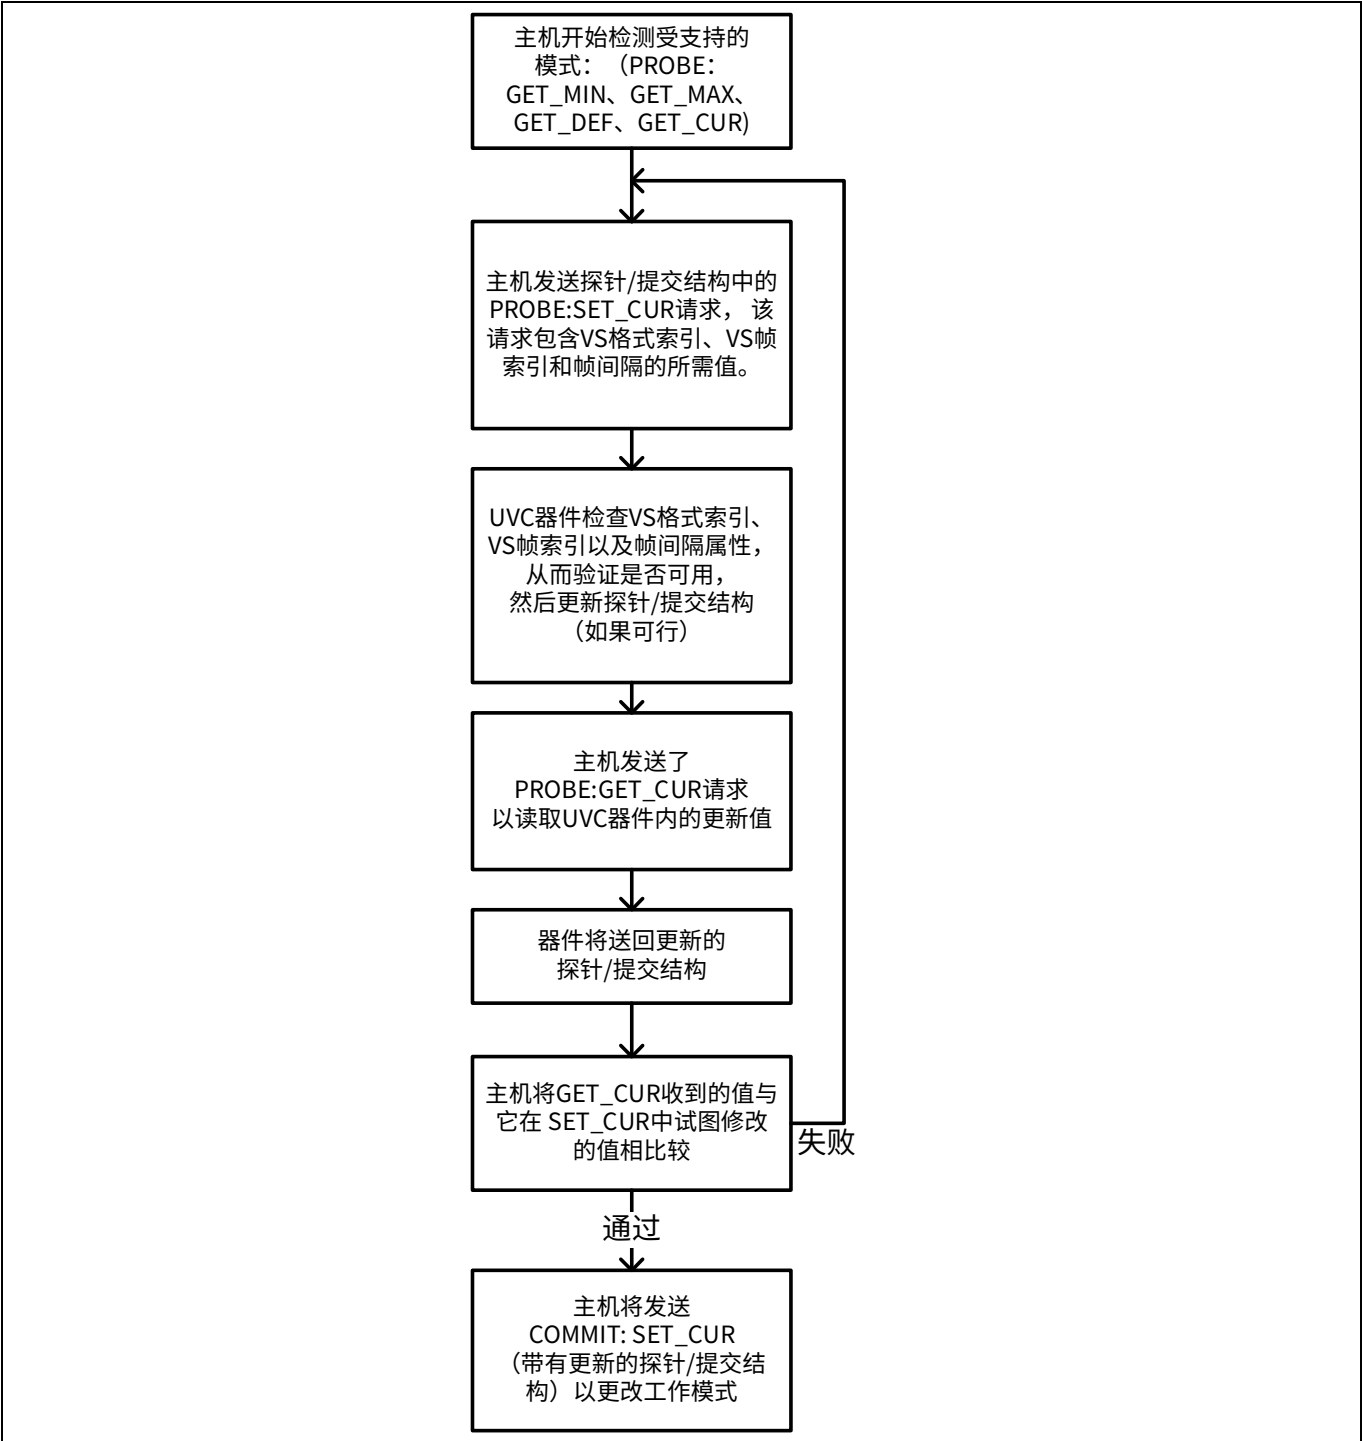 主机开始检测受支持的
模式：（PROBE：
GET_MIN、GET_MAX、
GET_DEF、GET_CUR)
主机发送探针/提交结构中的
PROBE:SET_CUR请求， 该
请求包含VS格式索引、VS帧
索引和帧间隔的所需值。
UVC器件检查VS格式索引、
VS帧索引以及帧间隔属性，
从而验证是否可用，
然后更新探针/提交结构
（如果可行）
主机发送了
PROBE:GET_CUR请求
以读取UVC器件内的更新值
器件将送回更新的
探针/提交结构
主机将GET_CUR收到的值与
它在 SET_CUR中试图修改
的值相比较
失败
通过
主机将发送
COMMIT: SET_CUR
（带有更新的探针/提交结
构）以更改工作模式